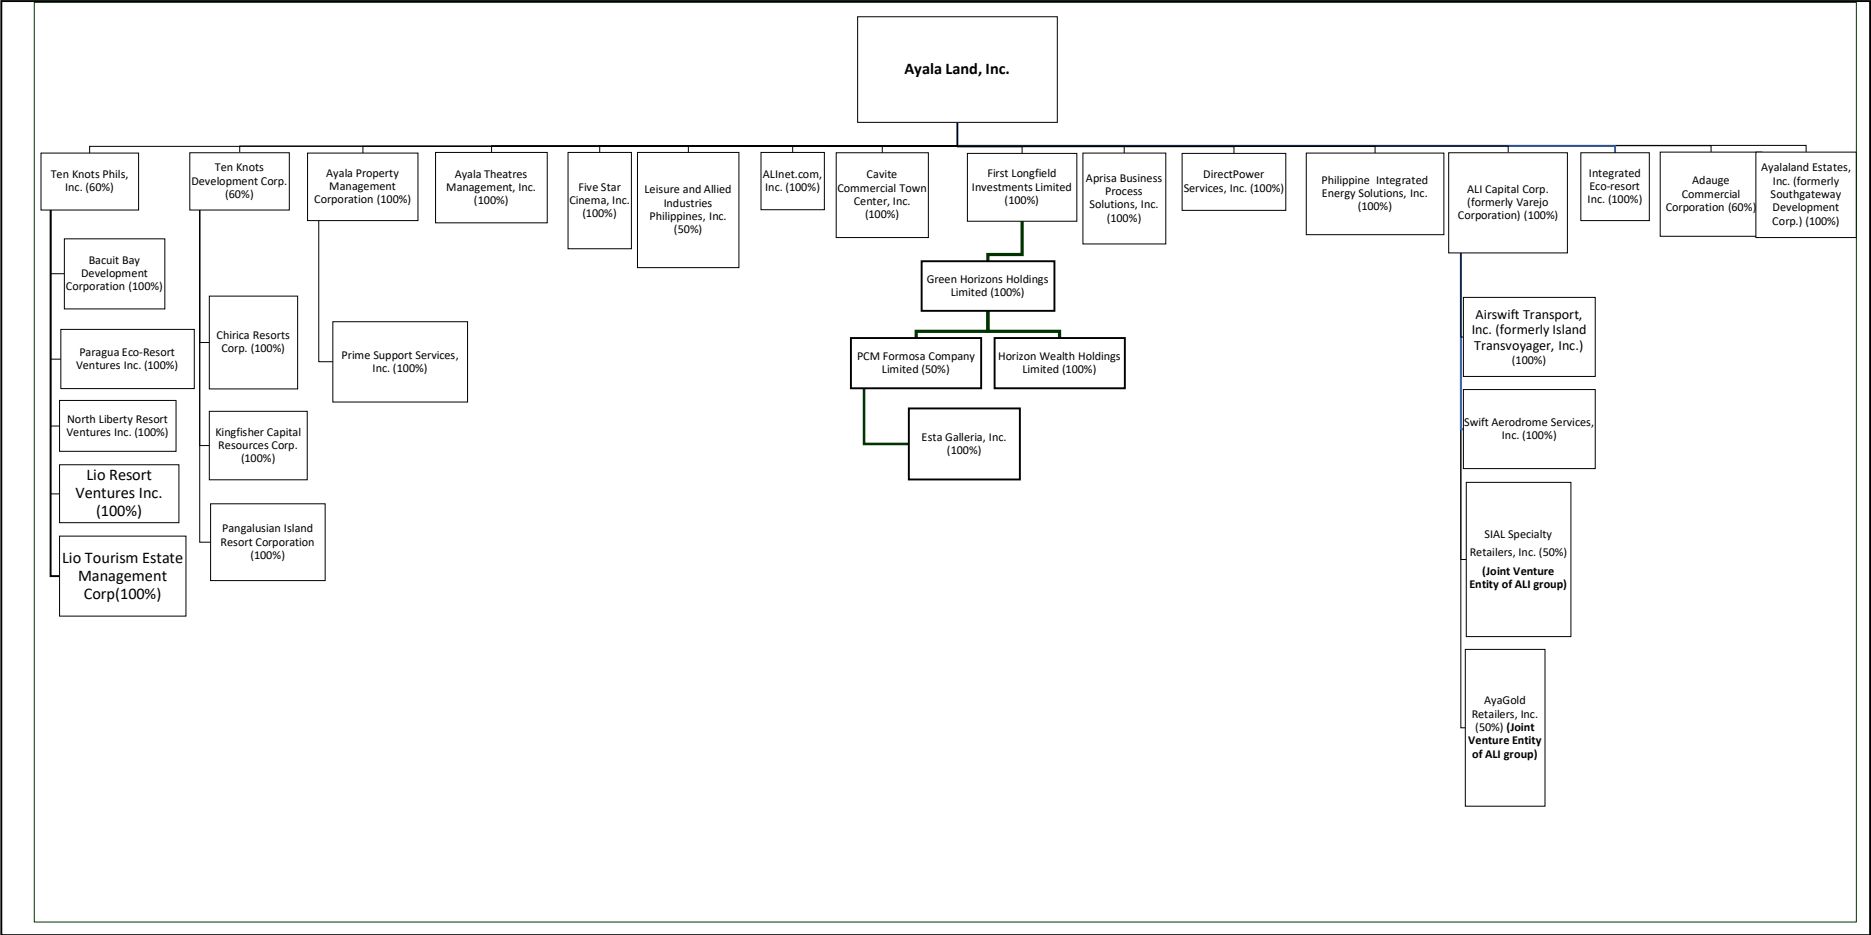 Ayala Land, Inc.
Ten Knots Phils,
Inc. (60%)
Ten Knots
Development Corp.
(60%)
Ayala Property
Management
Corporation (100%)
Ayala Theatres
Management, Inc.
(100%)
Five Star
Cinema, Inc.
(100%)
Leisure and Allied
Industries
Philippines, Inc.
(50%)
ALInet.com,
Inc. (100%)
Cavite
Commercial Town
Center, Inc.
(100%)
First Longfield
Investments Limited
(100%)
Aprisa Business
Process
Solutions, Inc.
(100%)
DirectPower
Services, Inc. (100%)
Philippine  Integrated
Energy Solutions, Inc.
(100%)
ALI Capital Corp.
(formerly Varejo
Corporation) (100%)
Integrated
Eco-resort
Inc. (100%)
Adauge
Commercial
Corporation (60%)
Ayalaland Estates,
Inc. (formerly
Southgateway
Development
Corp.) (100%)
Bacuit Bay
Development
Corporation (100%)
Paragua Eco-Resort
Ventures Inc. (100%)
North Liberty Resort
Ventures Inc. (100%)
Lio Resort
Ventures Inc.
(100%)
Lio Tourism Estate
Management
Corp(100%)
Chirica Resorts
Corp. (100%)
Kingfisher Capital
Resources Corp.
(100%)
Pangalusian Island
Resort Corporation
(100%)
Prime Support Services,
Inc. (100%)
Green Horizons Holdings
Limited (100%)
PCM Formosa Company
Limited (50%)
Horizon Wealth Holdings
Limited (100%)
Esta Galleria, Inc.
(100%)
Airswift Transport,
Inc. (formerly Island
Transvoyager, Inc.)
(100%)
Swift Aerodrome Services,
Inc. (100%)
SIAL Specialty
Retailers, Inc. (50%)
(Joint Venture
Entity of ALI group)
AyaGold
Retailers, Inc.
(50%) (Joint
Venture Entity
of ALI group)